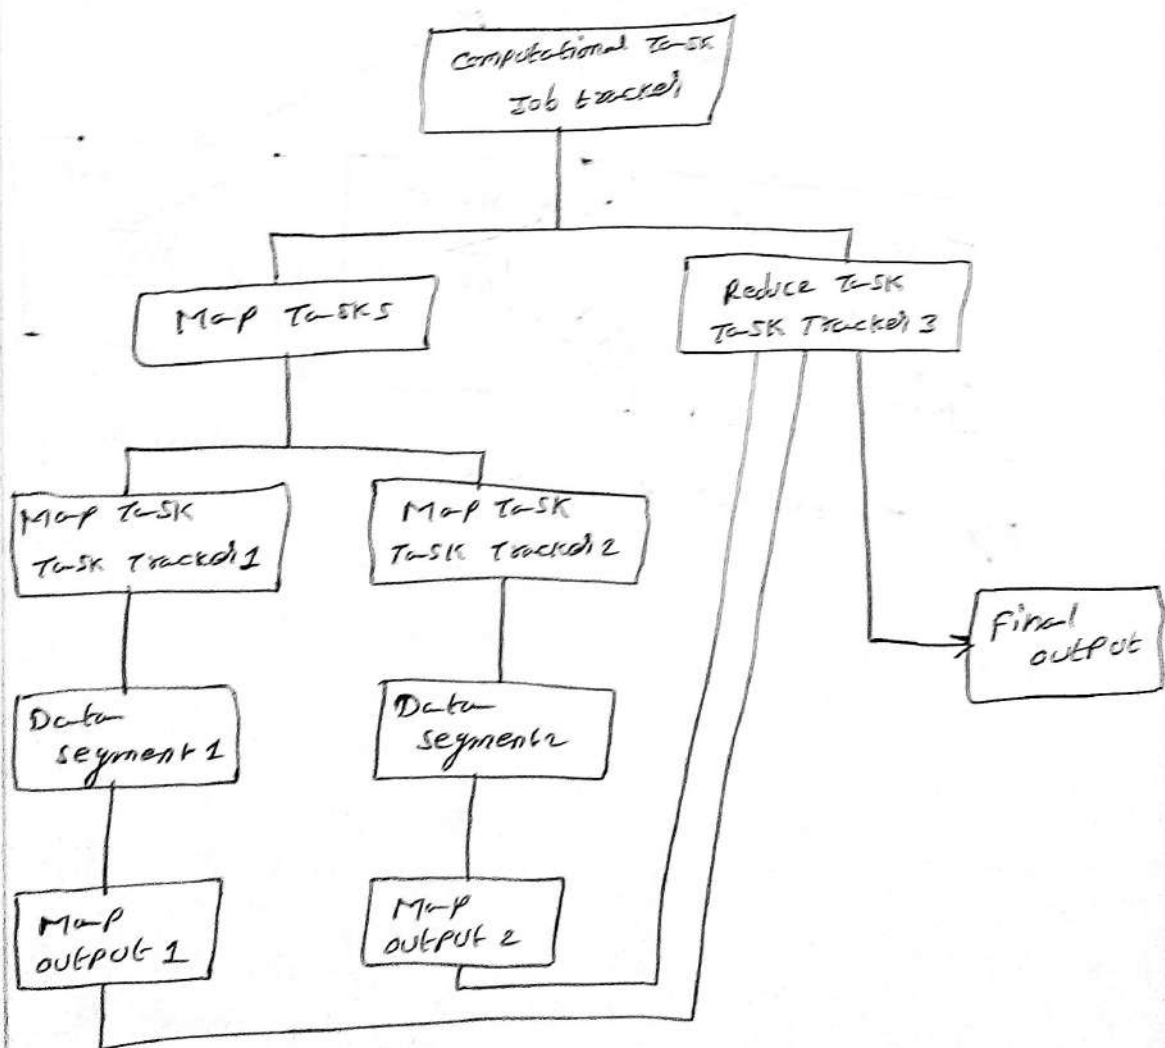 Computational Task
Job tracker
Map Tasks
Reduce Task
Task Tracker 3
Map Task
Task Tracker 1
Map Task
Task Tracker 2
Final
output
Data
segment 1
Data
segment 2
Map
output 1
Map
output 2